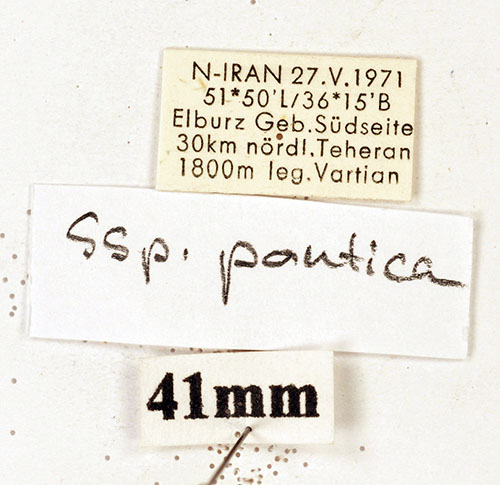 N-IRAN 27.V.1971
51*50'L/36*15'B
Elburz Geb.Südseite
30km nördl.Teheran
1800m leg.Vartian
ssp. pontica
41mm